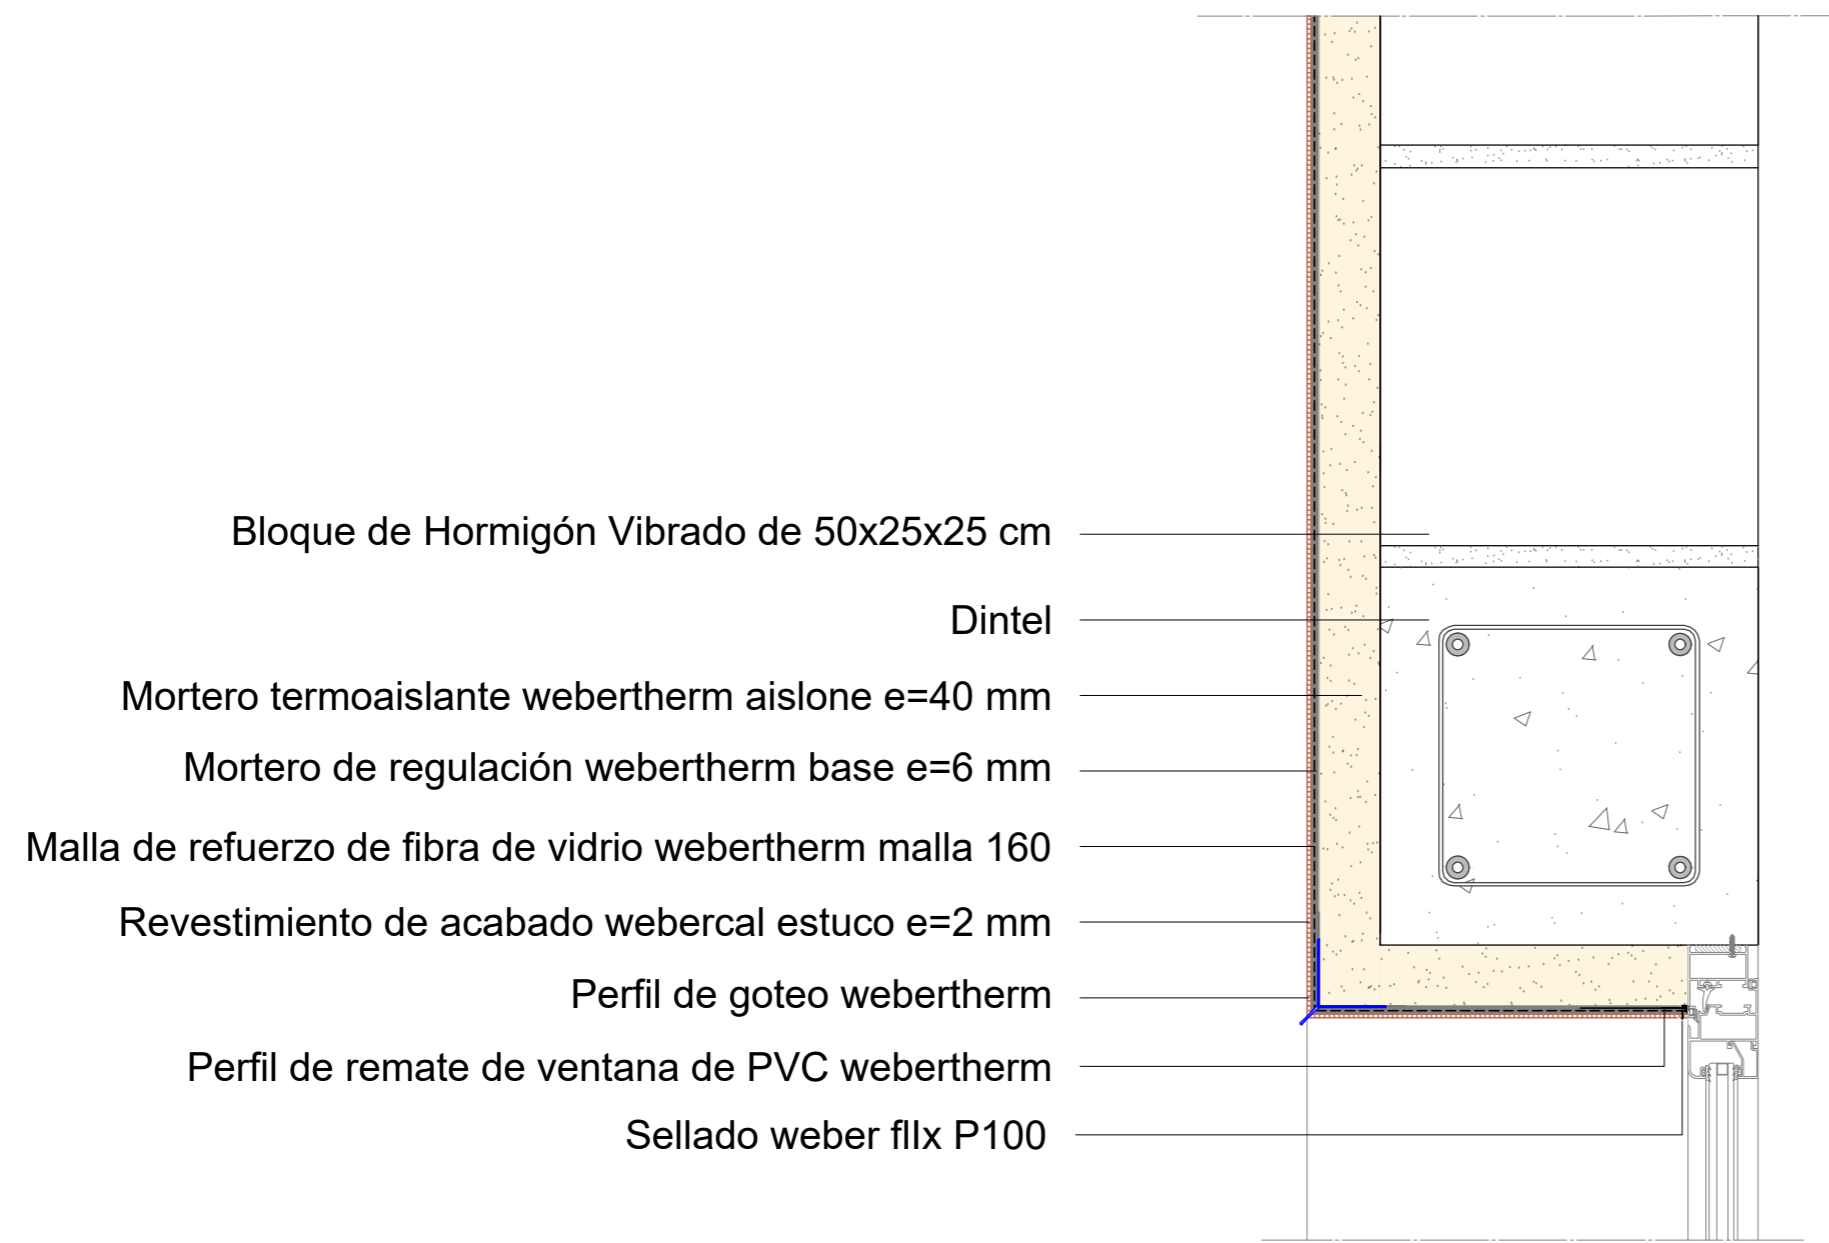 Bloque de Hormigón Vibrado de 50x25x25 cm
Dintel
Mortero termoaislante webertherm aislone e=40 mm
Mortero de regulación webertherm base e=6 mm
Malla de refuerzo de fibra de vidrio webertherm malla 160
Revestimiento de acabado webercal estuco e=2 mm
Perfil de goteo webertherm
Perfil de remate de ventana de PVC webertherm
Sellado weber flIx P100